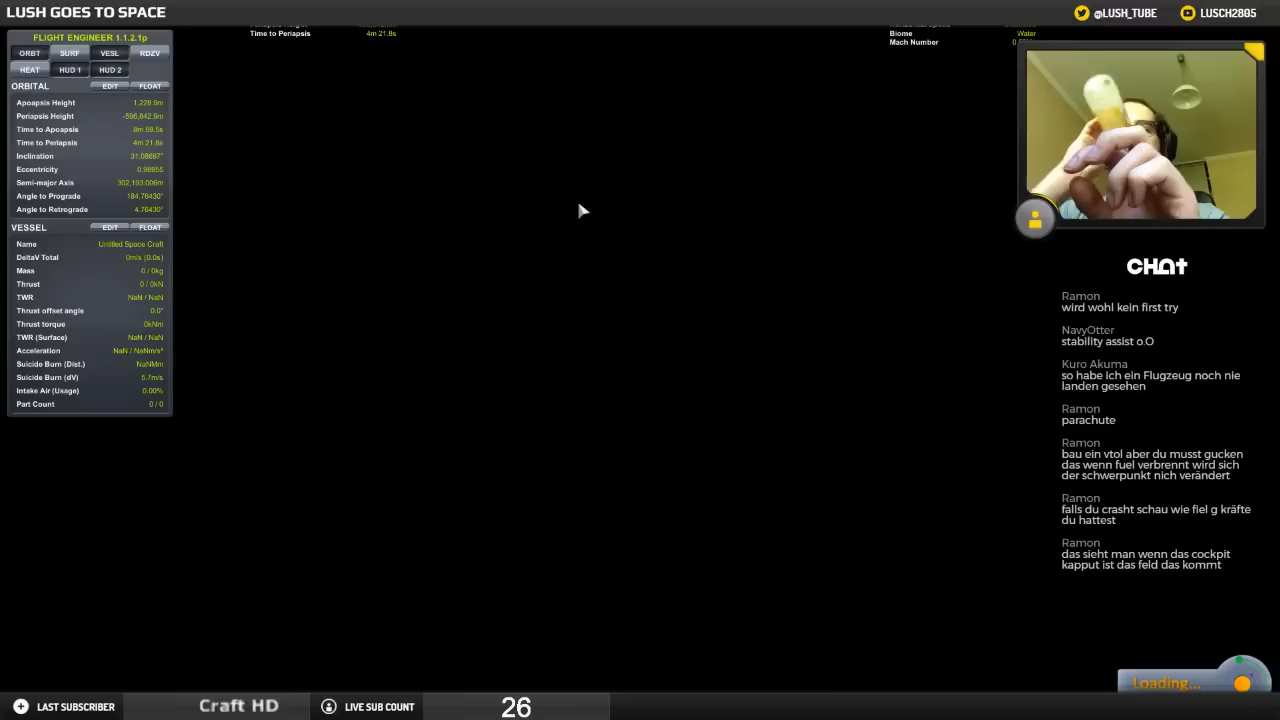 LUSH GOES TO SPACE
@LUSH_TUBE
LUSCH2805
FLIGHT ENGINEER 1.1.2.1p
ORBT SURF VESL RDZV
HEAT HUD 1 HUD 2
ORBITAL EDIT FLOAT
Apoapsis Height 1,228.9m
Periapsis Height -596,842.9m
Time to Apoapsis 8m 59.5s
Time to Periapsis 4m 21.8s
Inclination 31.08697°
Eccentricity 0.98955
Semi-major Axis 302,193.006m
Angle to Prograde 184.76430°
Angle to Retrograde 4.76430°
VESSEL EDIT FLOAT
Name Untitled Space Craft
DeltaV Total 0m/s (0.0s)
Mass 0 / 0kg
Thrust 0 / 0kN
TWR NaN / NaN
Thrust offset angle 0.0°
Thrust torque 0kNm
TWR (Surface) NaN / NaN
Acceleration NaN / NaNm/s²
Suicide Burn (Dist.) NaNMm
Suicide Burn (dV) 5.7m/s
Intake Air (Usage) 0.00%
Part Count 0 / 0
Time to Periapsis 4m 21.8s
Biome Water
Mach Number
CHAT
Ramon
wird wohl kein first try
NavyOtter
stability assist o.O
Kuro Akuma
so habe ich ein Flugzeug noch nie
landen gesehen
Ramon
parachute
Ramon
bau ein vtol aber du musst gucken
das wenn fuel verbrennt wird sich
der schwerpunkt nich verändert
Ramon
falls du crasht schau wie fiel g kräfte
du hattest
Ramon
das sieht man wenn das cockpit
kapput ist das feld das kommt
Loading...
LAST SUBSCRIBER
Craft HD
LIVE SUB COUNT
26